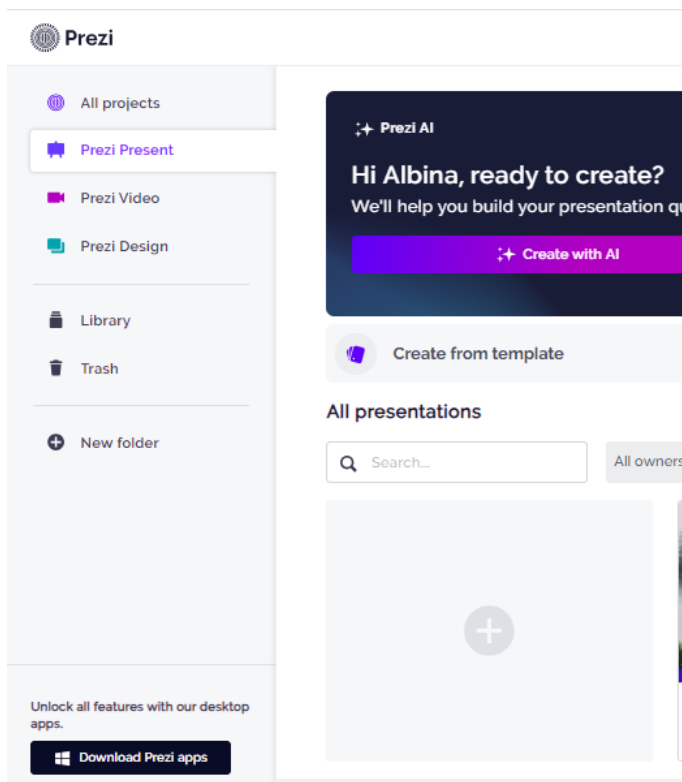 Prezi
All projects
Prezi Present
Prezi Video
Prezi Design
Library
Trash
New folder
Unlock all features with our desktop
apps.
Download Prezi apps
Prezi AI
Hi Albina, ready to create?
We'll help you build your presentation
Create with AI
Create from template
All presentations
Search...
All owners